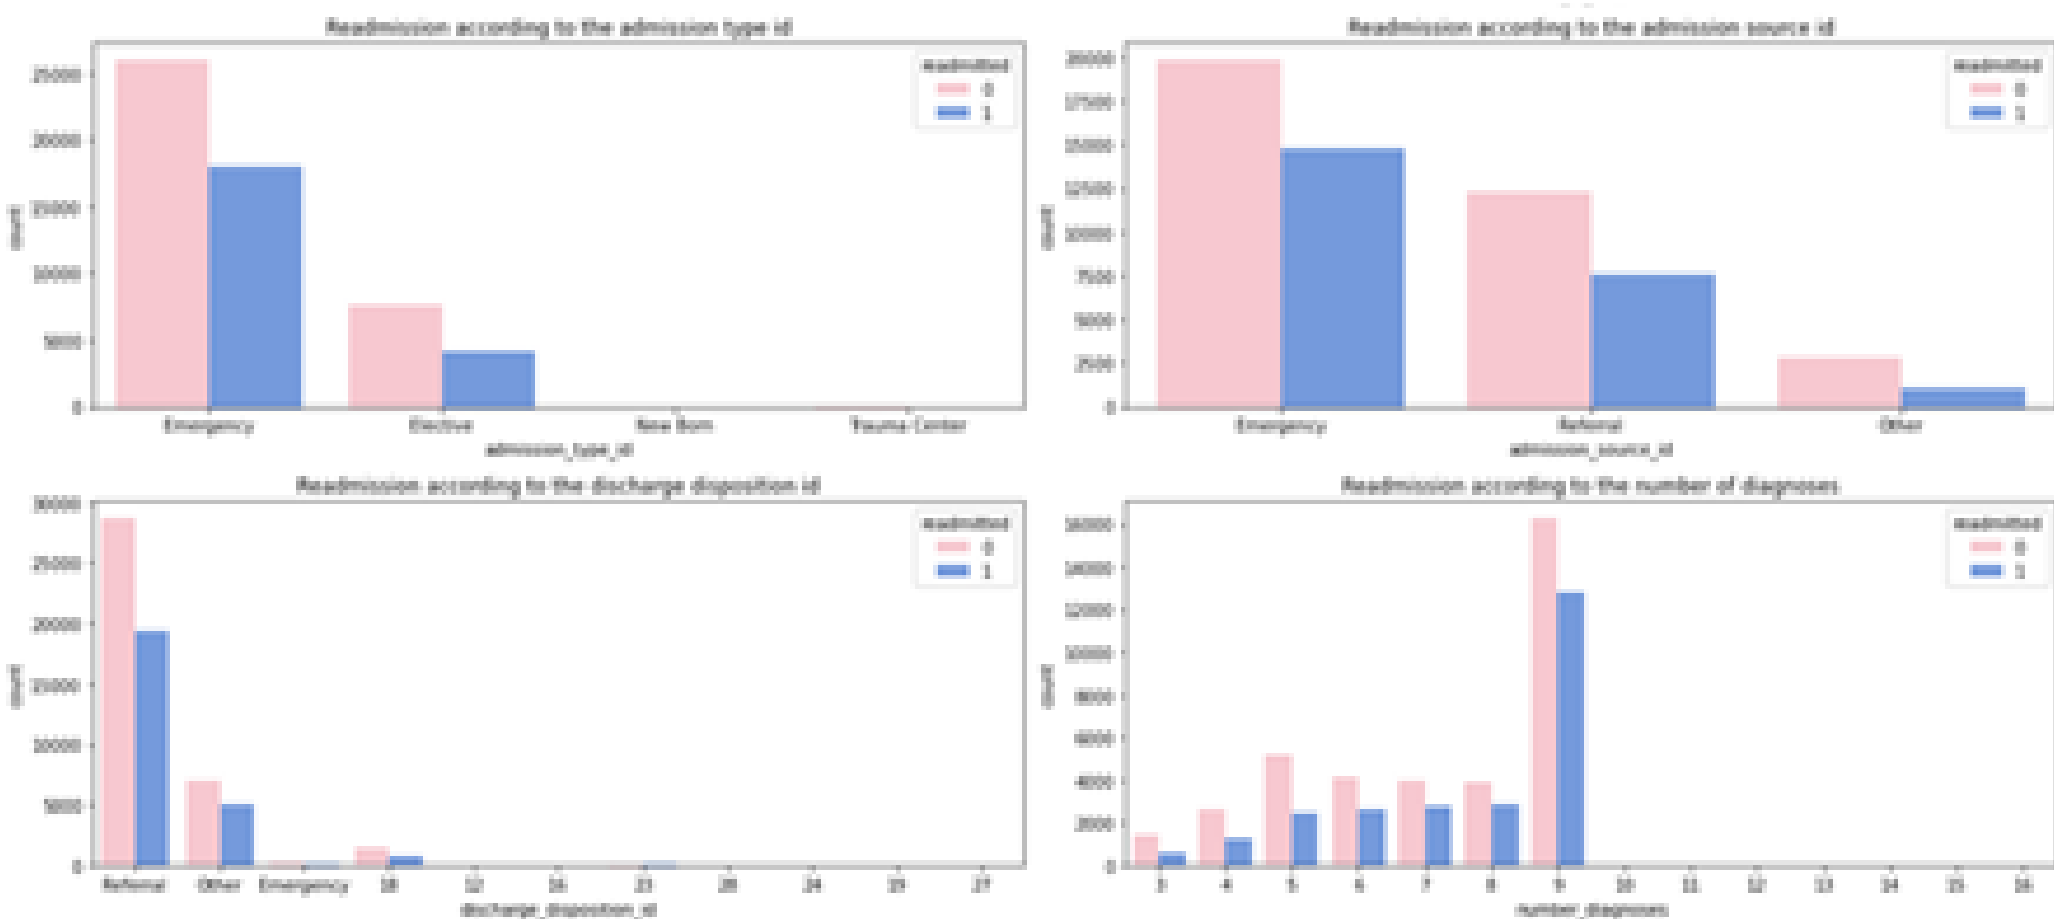 Readmission according to the admission type id
readmitted
0
1
25000
20000
15000
10000
5000
0
count
Emergency Elective New Born Trauma Center
admission_type_id
Readmission according to the admission source id
readmitted
0
1
20000
17500
15000
12500
10000
7500
5000
2500
0
count
Emergency Referral Other
admission_source_id
Readmission according to the discharge disposition id
readmitted
0
1
30000
25000
20000
15000
10000
5000
0
count
Referral Other Emergency 18
discharge_disposition_id
Readmission according to the number of diagnoses
readmitted
0
1
16000
14000
12000
10000
8000
6000
4000
2000
0
count
3 4 5 6 7 8 9 10 11 12 13 14 15 16
number_diagnoses